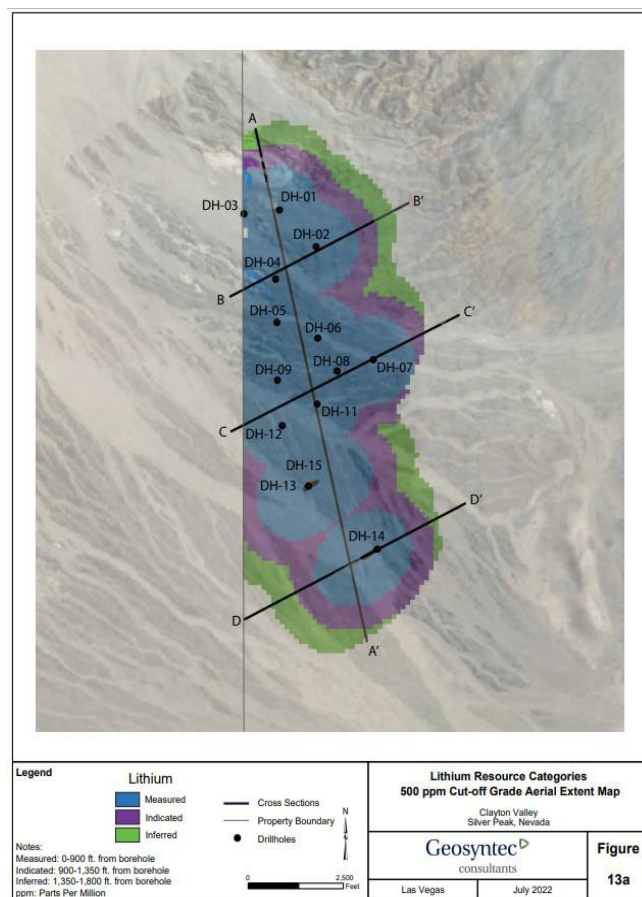 A
DH-01
B'
DH-03
DH-02
DH-04
B
DH-05
C'
DH-06
DH-08
DH-07
DH-09
DH-11
C
DH-12
DH-15
DH-13
D'
DH-14
D
A'
Legend
Lithium
Measured
Indicated
Inferred
Cross Sections
Property Boundary
Drillholes
N
Notes:
Measured: 0-900 ft. from borehole
Indicated: 900-1,350 ft. from borehole
Inferred: 1,350-1,800 ft. from borehole
ppm: Parts Per Million
0
2,500
Feet
Lithium Resource Categories
500 ppm Cut-off Grade Aerial Extent Map
Clayton Valley
Silver Peak, Nevada
Geosyntec
consultants
Las Vegas
July 2022
Figure
13a